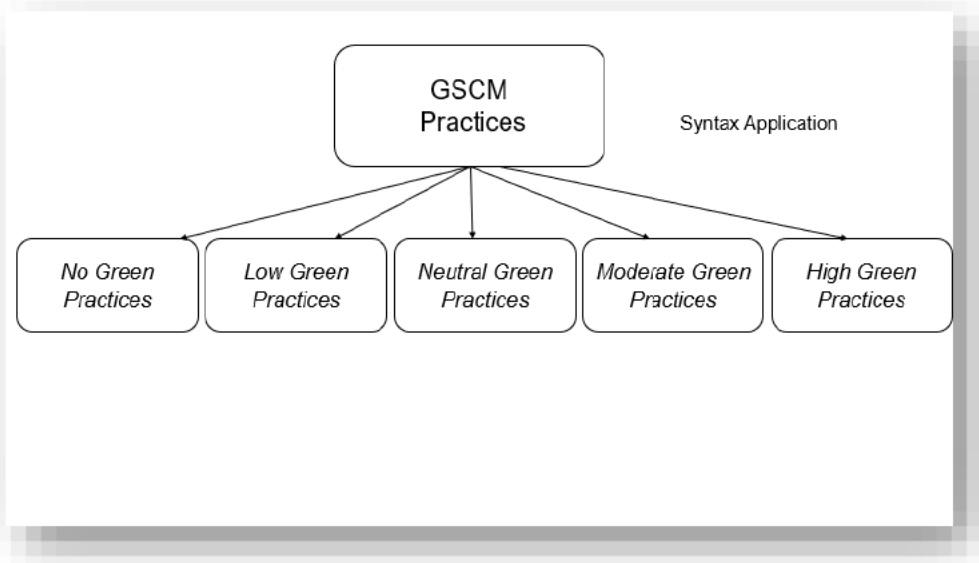 GSCM
Practices
Syntax Application
No Green
Practices
Low Green
Practices
Neutral Green
Practices
Moderate Green
Practices
High Green
Practices